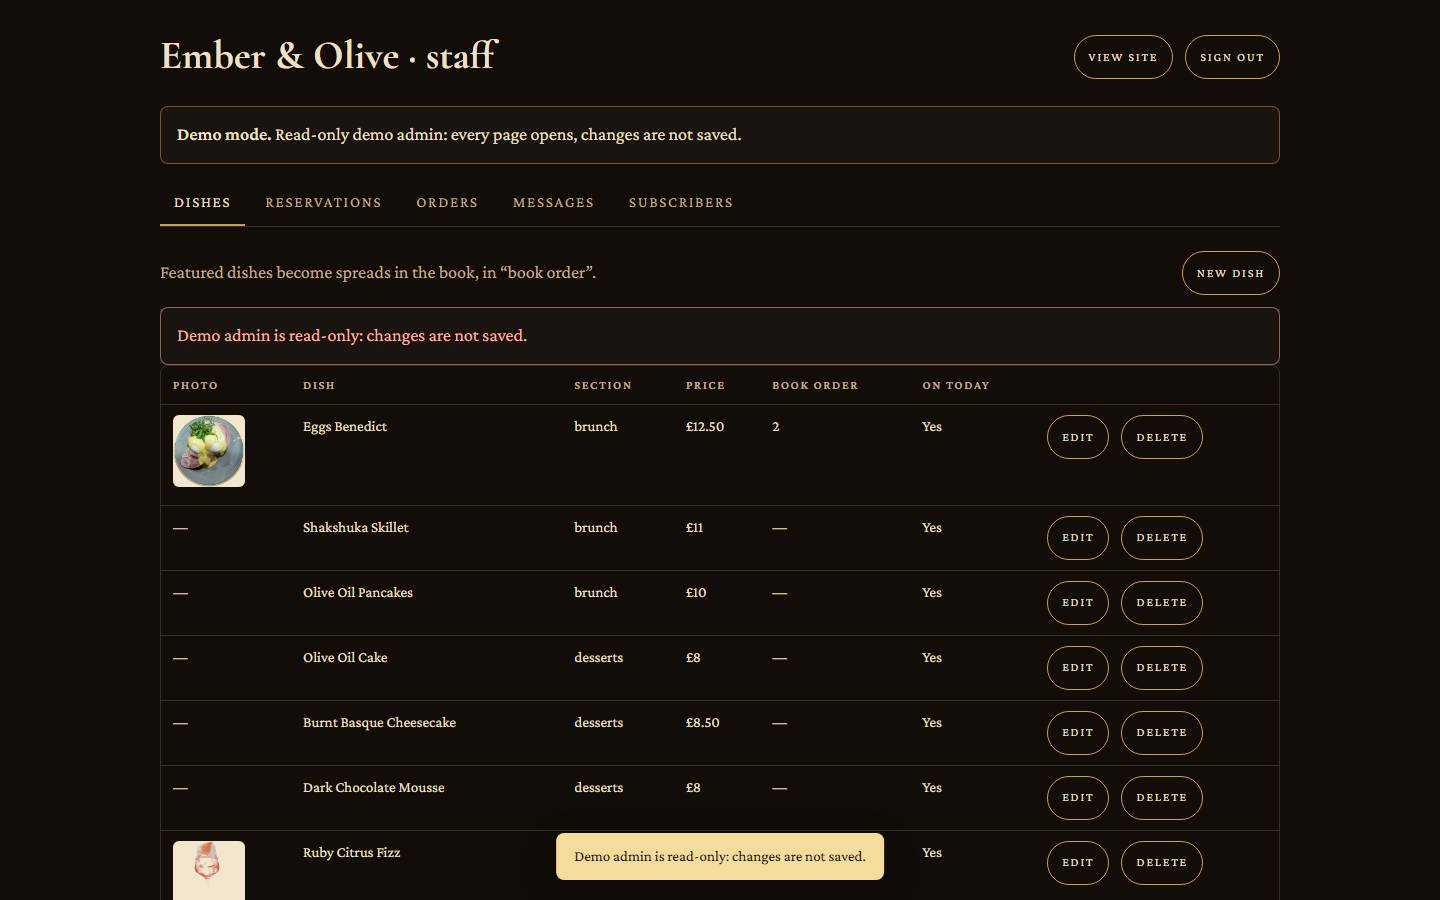 Ember & Olive · staff
VIEW SITE
SIGN OUT
Demo mode. Read-only demo admin: every page opens, changes are not saved.
DISHES RESERVATIONS ORDERS MESSAGES SUBSCRIBERS
Featured dishes become spreads in the book, in “book order”.
NEW DISH
Demo admin is read-only: changes are not saved.
PHOTO DISH SECTION PRICE BOOK ORDER ON TODAY
Eggs Benedict brunch £12.50 2 Yes EDIT DELETE
— Shakshuka Skillet brunch £11 — Yes EDIT DELETE
— Olive Oil Pancakes brunch £10 — Yes EDIT DELETE
— Olive Oil Cake desserts £8 — Yes EDIT DELETE
— Burnt Basque Cheesecake desserts £8.50 — Yes EDIT DELETE
— Dark Chocolate Mousse desserts £8 — Yes EDIT DELETE
Ruby Citrus Fizz Yes EDIT DELETE
Demo admin is read-only: changes are not saved.